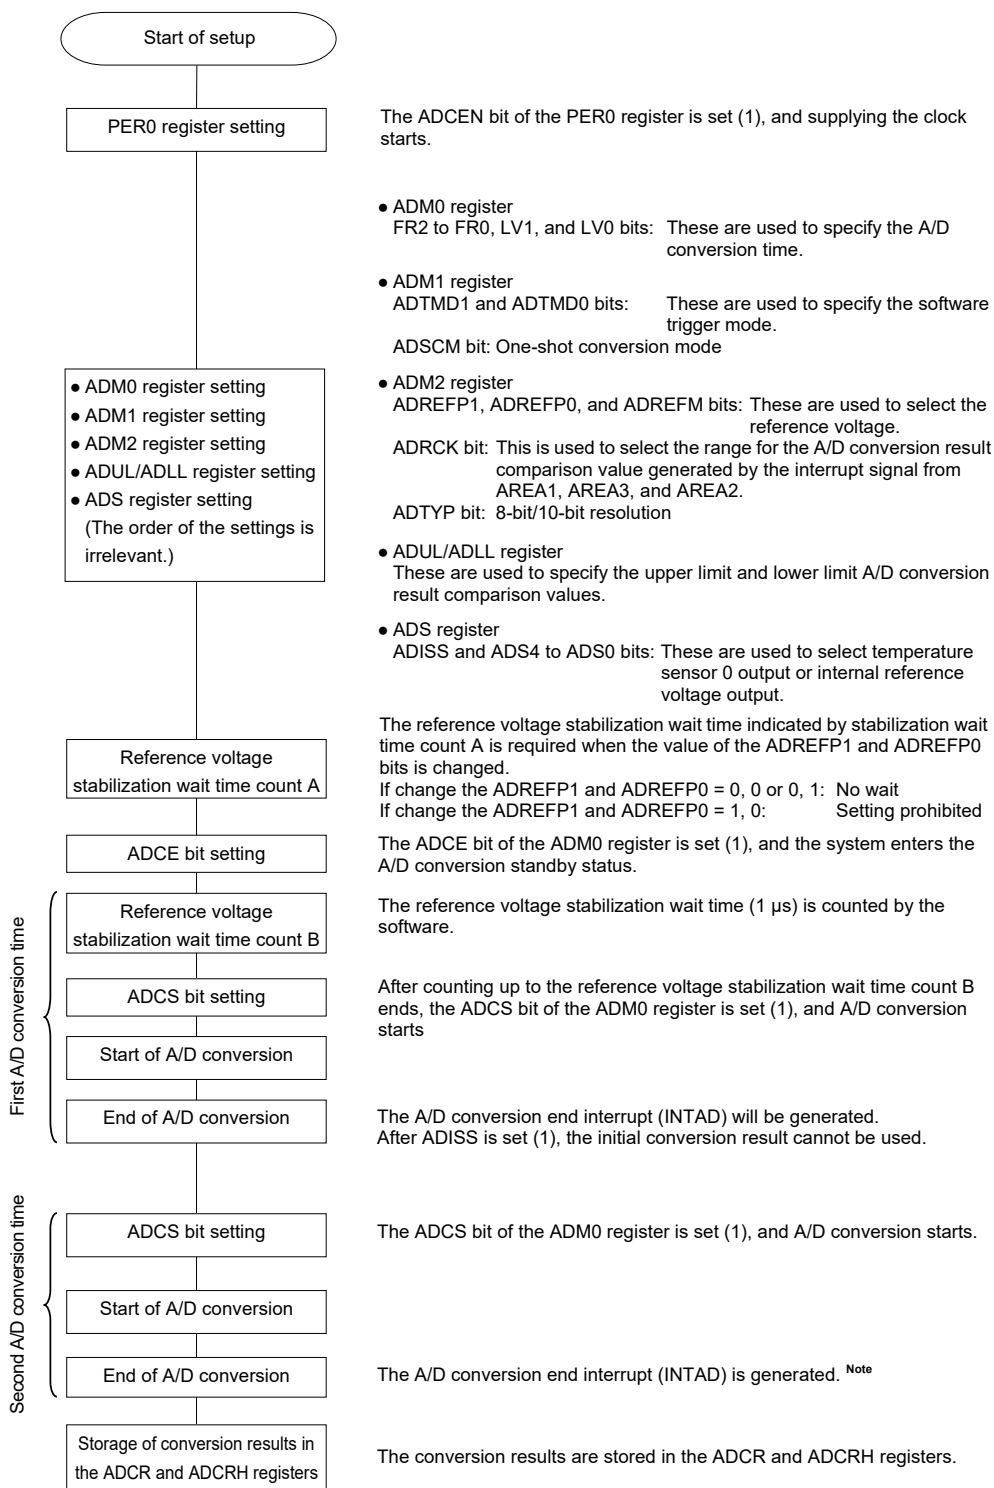 Start of setup
PER0 register setting
The ADCEN bit of the PER0 register is set (1), and supplying the clock
starts.
● ADM0 register
FR2 to FR0, LV1, and LV0 bits: These are used to specify the A/D
conversion time.
● ADM1 register
ADTMD1 and ADTMD0 bits: These are used to specify the software
trigger mode.
ADSCM bit: One-shot conversion mode
● ADM0 register setting
● ADM1 register setting
● ADM2 register setting
● ADUL/ADLL register setting
● ADS register setting
(The order of the settings is
irrelevant.)
● ADM2 register
ADREFP1, ADREFP0, and ADREFM bits: These are used to select the
reference voltage.
ADRCK bit: This is used to select the range for the A/D conversion result
comparison value generated by the interrupt signal from
AREA1, AREA3, and AREA2.
ADTYP bit: 8-bit/10-bit resolution
● ADUL/ADLL register
These are used to specify the upper limit and lower limit A/D conversion
result comparison values.
● ADS register
ADISS and ADS4 to ADS0 bits: These are used to select temperature
sensor 0 output or internal reference
voltage output.
Reference voltage
stabilization wait time count A
The reference voltage stabilization wait time indicated by stabilization wait
time count A is required when the value of the ADREFP1 and ADREFP0
bits is changed.
If change the ADREFP1 and ADREFP0 = 0, 0 or 0, 1: No wait
If change the ADREFP1 and ADREFP0 = 1, 0: Setting prohibited
ADCE bit setting
The ADCE bit of the ADM0 register is set (1), and the system enters the
A/D conversion standby status.
First A/D conversion time
Reference voltage
stabilization wait time count B
The reference voltage stabilization wait time (1 µs) is counted by the
software.
ADCS bit setting
After counting up to the reference voltage stabilization wait time count B
ends, the ADCS bit of the ADM0 register is set (1), and A/D conversion
starts
Start of A/D conversion
End of A/D conversion
The A/D conversion end interrupt (INTAD) will be generated.
After ADISS is set (1), the initial conversion result cannot be used.
Second A/D conversion time
ADCS bit setting
The ADCS bit of the ADM0 register is set (1), and A/D conversion starts.
Start of A/D conversion
End of A/D conversion
The A/D conversion end interrupt (INTAD) is generated. Note
Storage of conversion results in
the ADCR and ADCRH registers
The conversion results are stored in the ADCR and ADCRH registers.